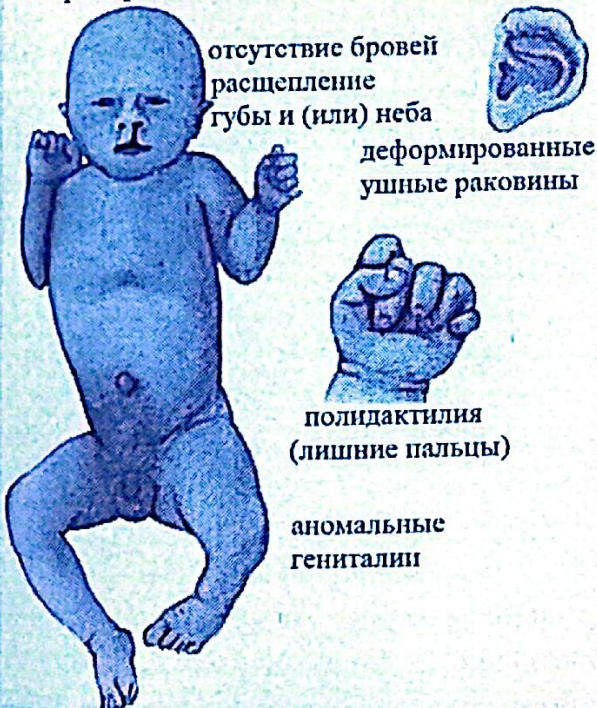 отсутствие бровей
расщепление
губы и (или) неба
деформированные
ушные раковины
полидактилия
(лишние пальцы)
аномальные
гениталии